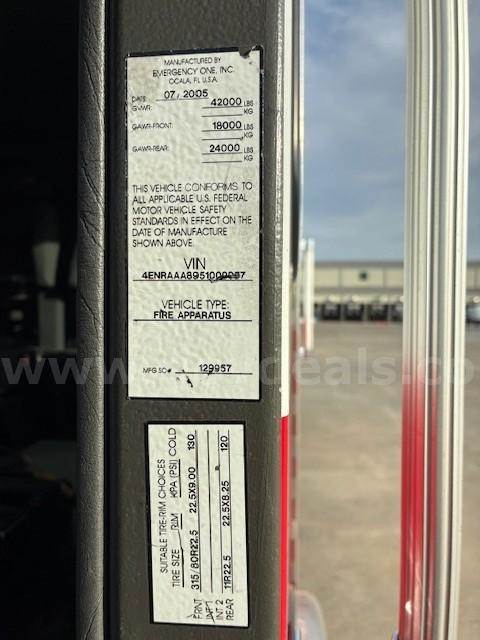 MANUFACTURED BY
EMERGENCY ONE, INC.
OCALA, FL U.S.A.
DATE: 07/2005
GVWR: 42000 LBS
KG
GAWR-FRONT: 18000 LBS
KG
GAWR-REAR: 24000 LBS
KG
THIS VEHICLE CONFORMS TO
ALL APPLICABLE U.S. FEDERAL
MOTOR VEHICLE SAFETY
STANDARDS IN EFFECT ON THE
DATE OF MANUFACTURE
SHOWN ABOVE.
VIN
VEHICLE TYPE:
FIRE APPARATUS
MFG SO# 129957
SUITABLE TIRE-RIM CHOICES
TIRE SIZE RIM KPA (PSI) COLD
FRNT 315/80R22.5 22.5X9.00 130
INT 1
INT 2
REAR 11R22.5 22.5X8.25 120